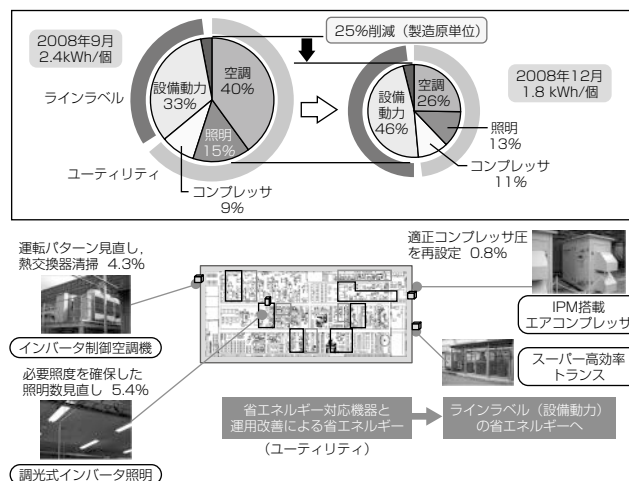 25%削減（製造原単位）
2008年9月
2.4kWh/個
ラインラベル
ユーティリティ
設備動力
33%
空調
40%
照明
15%
コンプレッサ
9%
2008年12月
1.8 kWh/個
設備
動力
46%
空調
26%
照明
13%
コンプレッサ
11%
運転パターン見直し，
熱交換器清掃 4.3%
インバータ制御空調機
必要照度を確保した
照明数見直し 5.4%
調光式インバータ照明
適正コンプレッサ圧
を再設定 0.8%
IPM搭載
エアコンプレッサ
スーパー高効率
トランス
省エネルギー対応機器と
運用改善による省エネルギー
（ユーティリティ）
ラインラベル（設備動力）
の省エネルギーへ